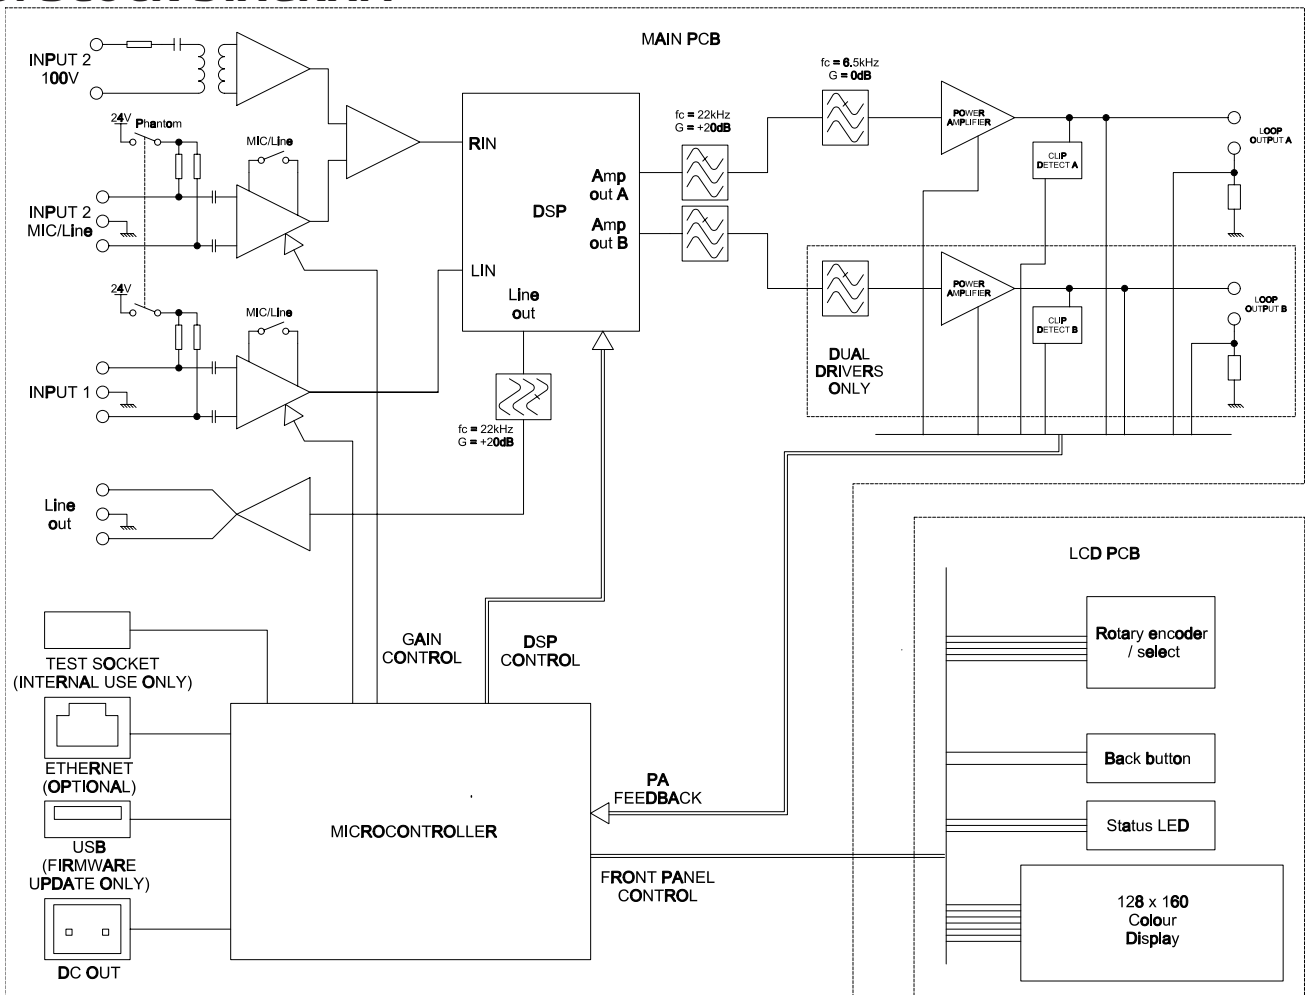 MAIN PCB
INPUT 2
100V
24V
Phantom
MIC/Line
INPUT 2
MIC/Line
24V
MIC/Line
INPUT 1
Line
out
RIN
DSP
LIN
Amp
out A
Amp
out B
Line
out
fc = 22kHz
G = +20dB
fc = 22kHz
G = +20dB
fc = 6.5kHz
G = 0dB
POWER
AMPLIFIER
CLIP
DETECT A
LOOP
OUTPUT A
POWER
AMPLIFIER
CLIP
DETECT B
LOOP
OUTPUT B
DUAL
DRIVERS
ONLY
LCD PCB
Rotary encoder
/ select
Back button
Status LED
128 x 160
Colour
Display
GAIN
CONTROL
DSP
CONTROL
TEST SOCKET
(INTERNAL USE ONLY)
ETHERNET
(OPTIONAL)
USB
(FIRMWARE
UPDATE ONLY)
DC OUT
MICROCONTROLLER
PA
FEEDBACK
FRONT PANEL
CONTROL